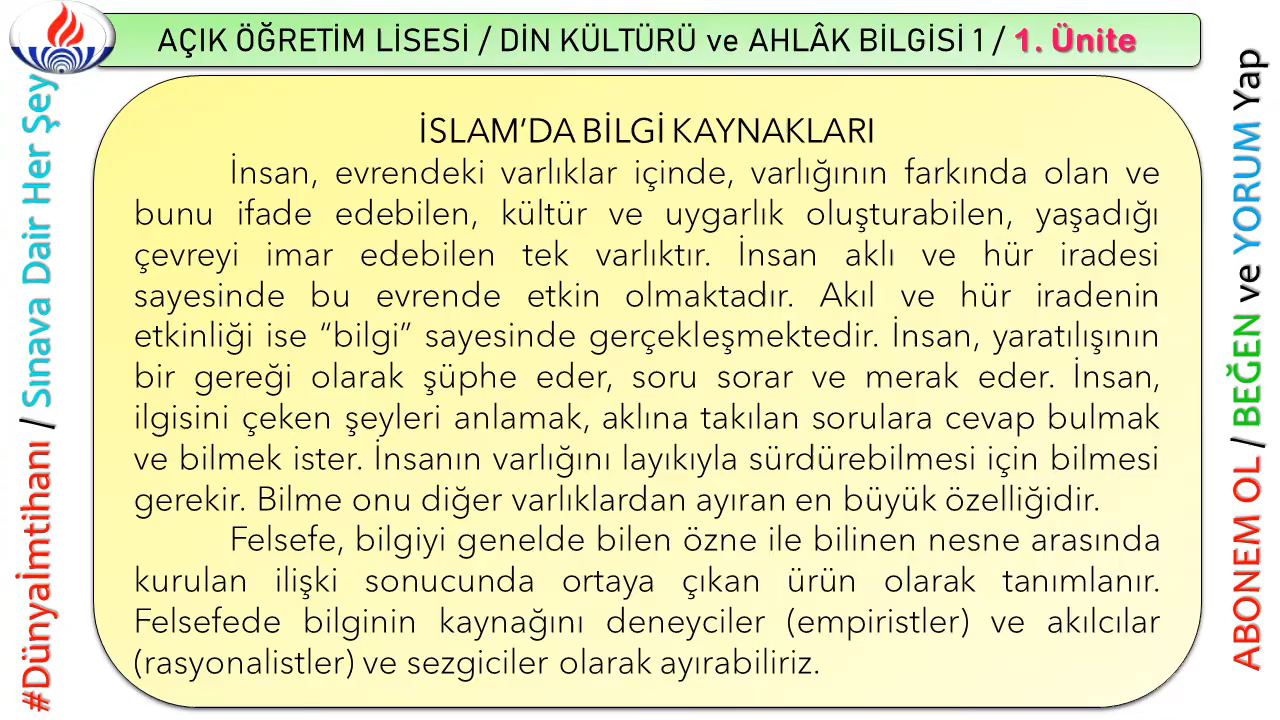 AÇIK ÖĞRETİM LİSESİ / DİN KÜLTÜRÜ ve AHLÂK BİLGİSİ 1 / 1. Ünite
#Dünyaİmtihanı / Sınava Dair Her Şey
İSLAM’DA BİLGİ KAYNAKLARI
İnsan, evrendeki varlıklar içinde, varlığının farkında olan ve
bunu ifade edebilen, kültür ve uygarlık oluşturabilen, yaşadığı
çevreyi imar edebilen tek varlıktır. İnsan aklı ve hür iradesi
sayesinde bu evrende etkin olmaktadır. Akıl ve hür iradenin
etkinliği ise “bilgi” sayesinde gerçekleşmektedir. İnsan, yaratılışının
bir gereği olarak şüphe eder, soru sorar ve merak eder. İnsan,
ilgisini çeken şeyleri anlamak, aklına takılan sorulara cevap bulmak
ve bilmek ister. İnsanın varlığını layıkıyla sürdürebilmesi için bilmesi
gerekir. Bilme onu diğer varlıklardan ayıran en büyük özelliğidir.
Felsefe, bilgiyi genelde bilen özne ile bilinen nesne arasında
kurulan ilişki sonucunda ortaya çıkan ürün olarak tanımlanır.
Felsefede bilginin kaynağını deneyciler (empiristler) ve akılcılar
(rasyonalistler) ve sezgiciler olarak ayırabiliriz.
ABONEM OL / BEĞEN ve YORUM Yap